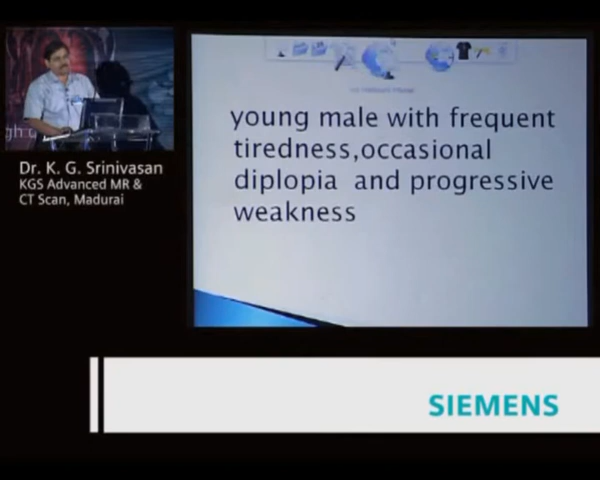 gh
Dr. K. G. Srinivasan
KGS Advanced MR &
CT Scan, Madurai
young male with frequent
tiredness,occasional
diplopia  and progressive
weakness
SIEMENS